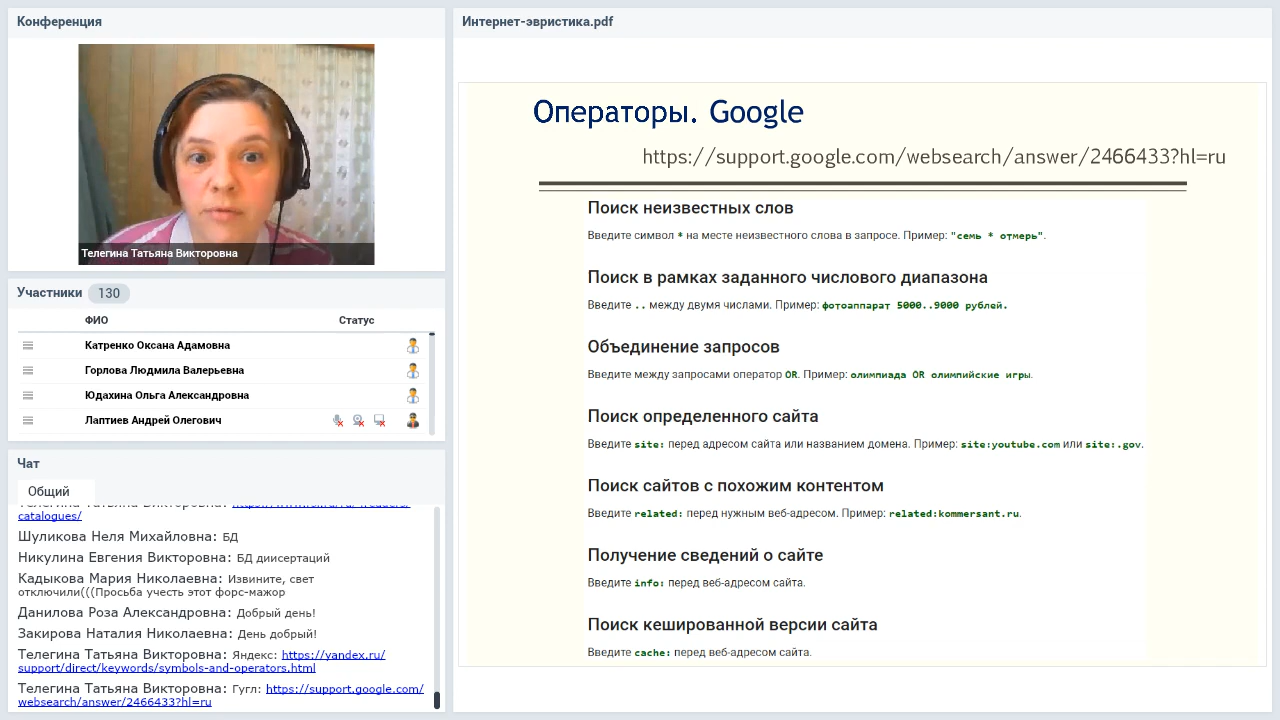 Конференция
Телегина Татьяна Викторовна
Участники 130
ФИО Статус
Катренко Оксана Адамовна
Горлова Людмила Валерьевна
Юдахина Ольга Александровна
Лаптиев Андрей Олегович
Чат
Общий
Телегина Татьяна Викторовна:
catalogues/
Шуликова Неля Михайловна: БД
Никулина Евгения Викторовна: БД диисертаций
Кадыкова Мария Николаевна: Извините, свет
отключили(((Просьба учесть этот форс-мажор
Данилова Роза Александровна: Добрый день!
Закирова Наталия Николаевна: День добрый!
Телегина Татьяна Викторовна: Яндекс: https://yandex.ru/
support/direct/keywords/symbols-and-operators.html
Телегина Татьяна Викторовна: Гугл: https://support.google.com/
websearch/answer/2466433?hl=ru
Интернет-эвристика.pdf
Операторы. Google
https://support.google.com/websearch/answer/2466433?hl=ru
Поиск неизвестных слов
Введите символ * на месте неизвестного слова в запросе. Пример: "семь * отмерь".
Поиск в рамках заданного числового диапазона
Введите .. между двумя числами. Пример: фотоаппарат 5000..9000 рублей.
Объединение запросов
Введите между запросами оператор OR. Пример: олимпиада OR олимпийские игры.
Поиск определенного сайта
Введите site: перед адресом сайта или названием домена. Пример: site:youtube.com или site:.gov.
Поиск сайтов с похожим контентом
Введите related: перед нужным веб-адресом. Пример: related:kommersant.ru.
Получение сведений о сайте
Введите info: перед веб-адресом сайта.
Поиск кешированной версии сайта
Введите cache: перед веб-адресом сайта.